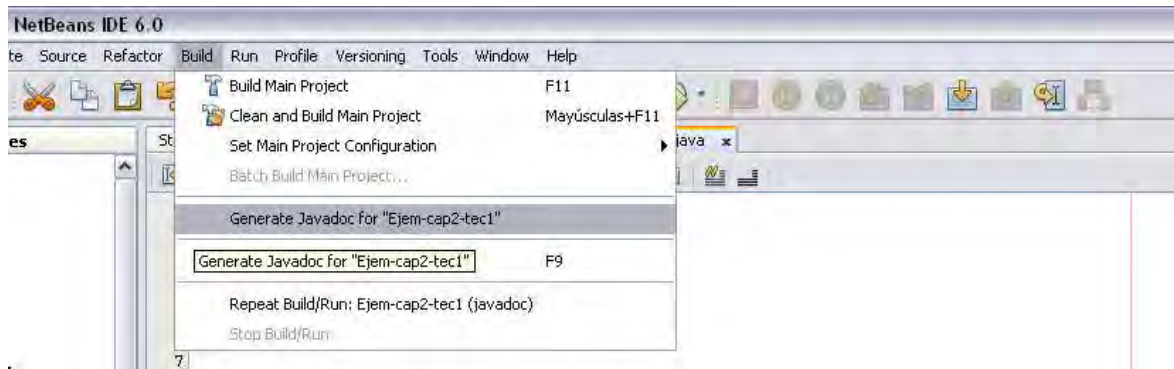 NetBeans IDE 6.0
te Source Refactor Build Run Profile Versioning Tools Window Help
Build Main Project F11
Clean and Build Main Project Mayúsculas+F11
es St java x
Set Main Project Configuration
Batch Build Main Project...
Generate Javadoc for "Ejem-cap2-tec1"
Generate Javadoc for "Ejem-cap2-tec1" F9
Repeat Build/Run: Ejem-cap2-tec1 (javadoc)
Stop Build/Run
7